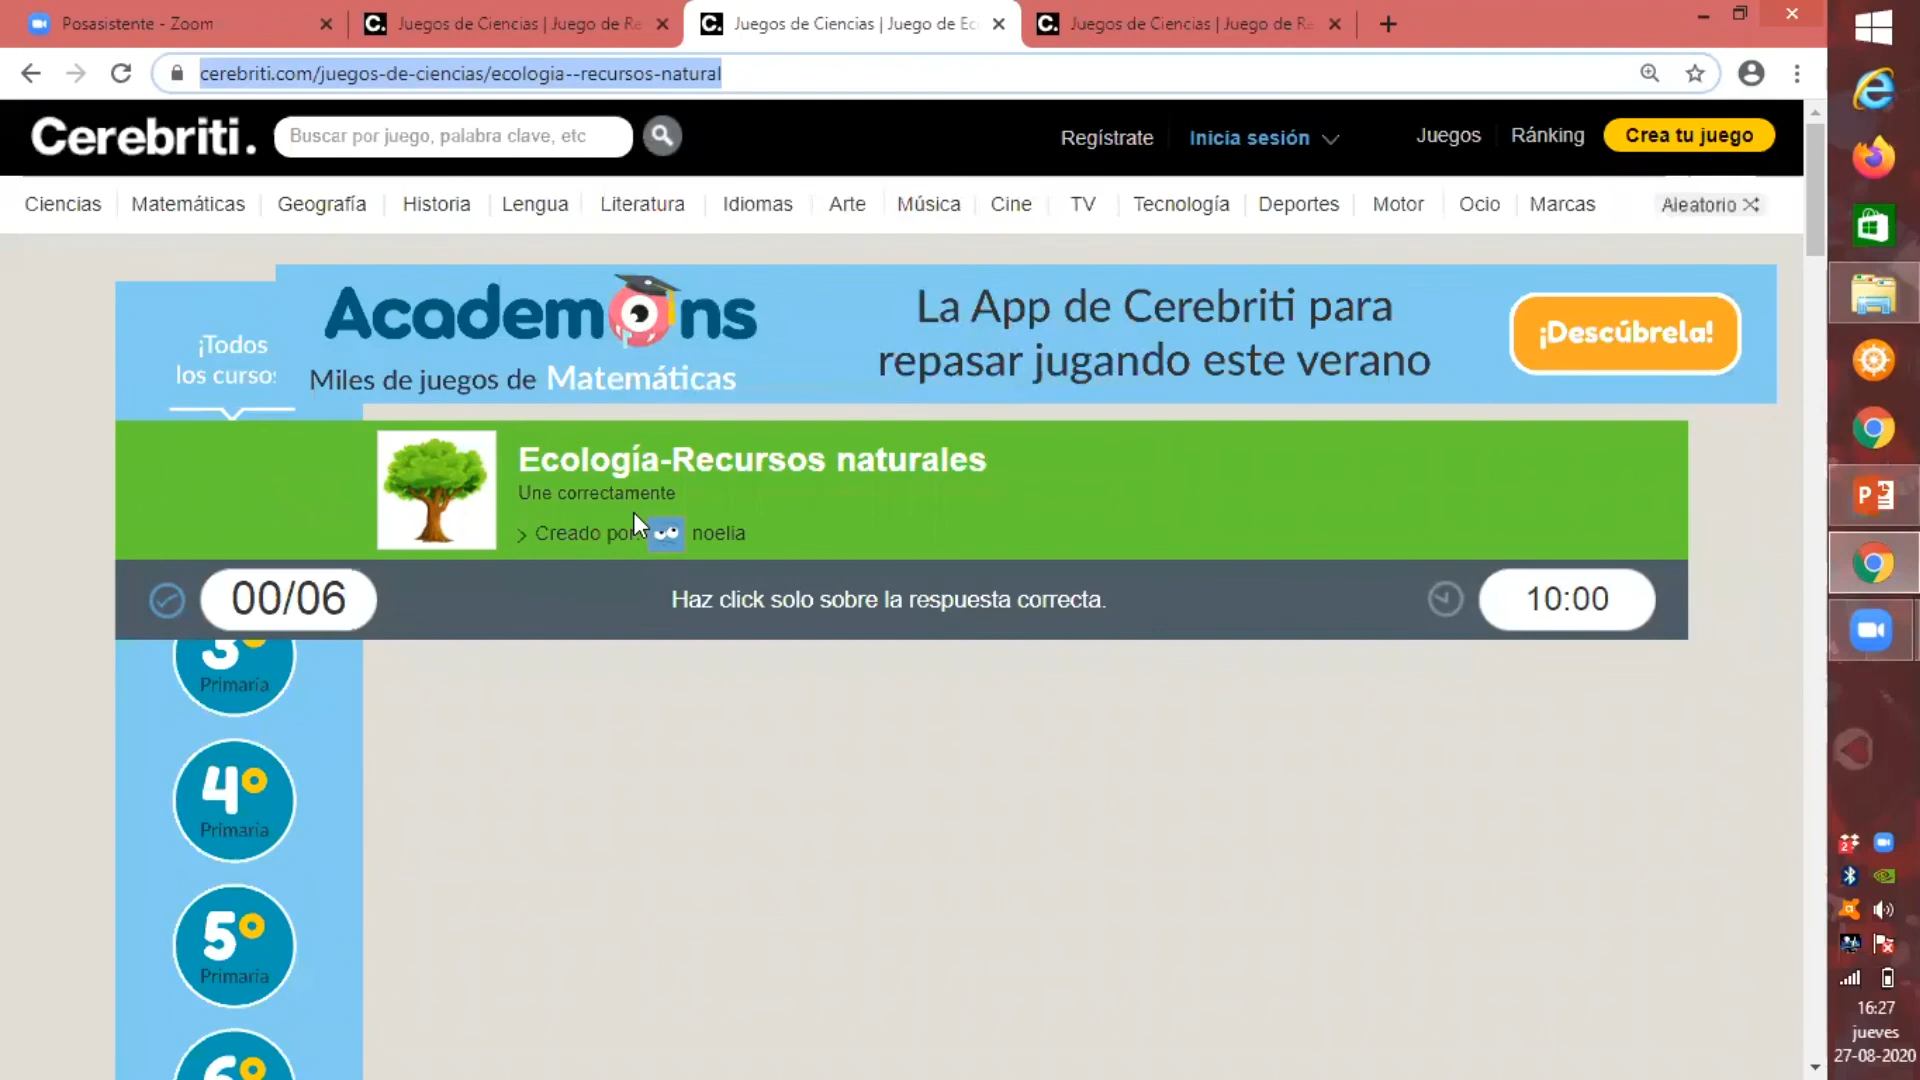 Posasistente - Zoom
Juegos de Ciencias | Juego de Re
Juegos de Ciencias | Juego de Ec
Juegos de Ciencias | Juego de Re
cerebriti.com/juegos-de-ciencias/ecologia--recursos-natural
Cerebriti.
Buscar por juego, palabra clave, etc
Regístrate
Inicia sesión
Juegos
Ránking
Crea tu juego
Ciencias
Matemáticas
Geografía
Historia
Lengua
Literatura
Idiomas
Arte
Música
Cine
TV
Tecnología
Deportes
Motor
Ocio
Marcas
Aleatorio
¡Todos
los cursos
Academons
Miles de juegos de Matemáticas
La App de Cerebriti para
repasar jugando este verano
¡Descúbrela!
Ecología-Recursos naturales
Une correctamente
> Creado por: noelia
00/06
Haz click solo sobre la respuesta correcta.
10:00
3º
Primaria
4º
Primaria
5º
Primaria
6º
16:27
jueves
27-08-2020